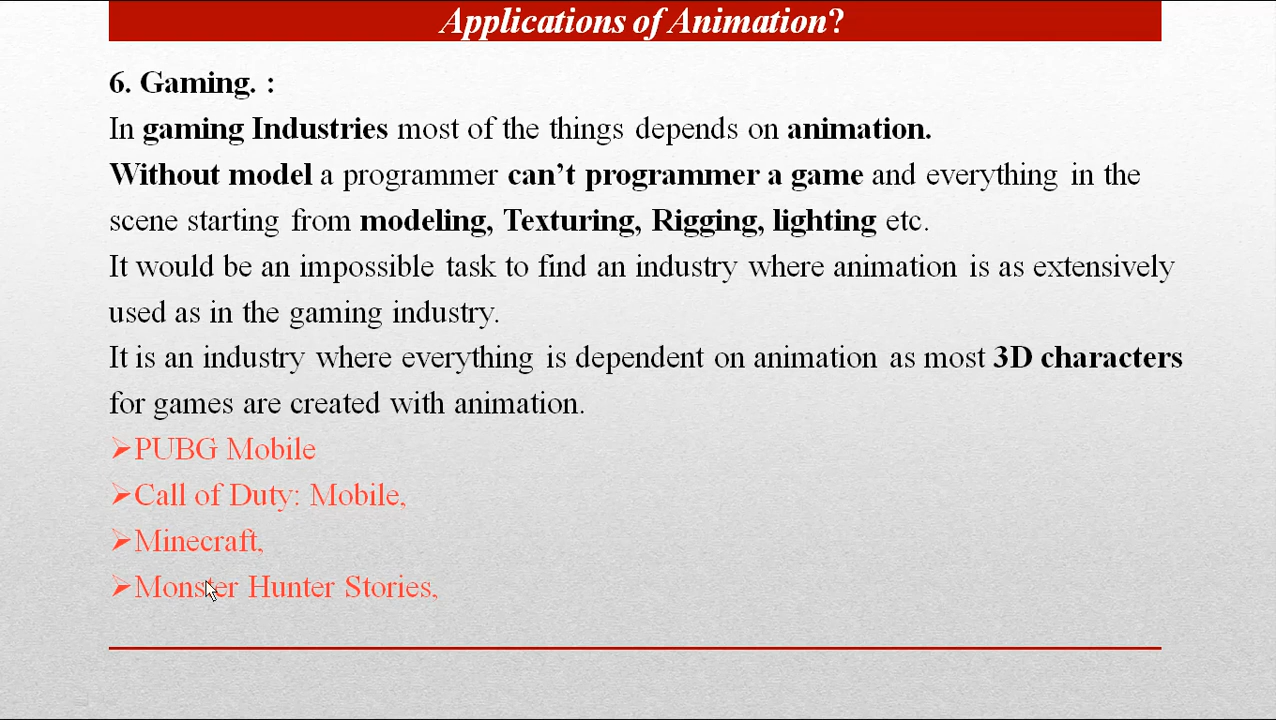 Applications of Animation?
6. Gaming. :
In gaming Industries most of the things depends on animation.
Without model a programmer can’t programmer a game and everything in the
scene starting from modeling, Texturing, Rigging, lighting etc.
It would be an impossible task to find an industry where animation is as extensively
used as in the gaming industry.
It is an industry where everything is dependent on animation as most 3D characters
for games are created with animation.
➢PUBG Mobile
➢Call of Duty: Mobile,
➢Minecraft,
➢Monster Hunter Stories,